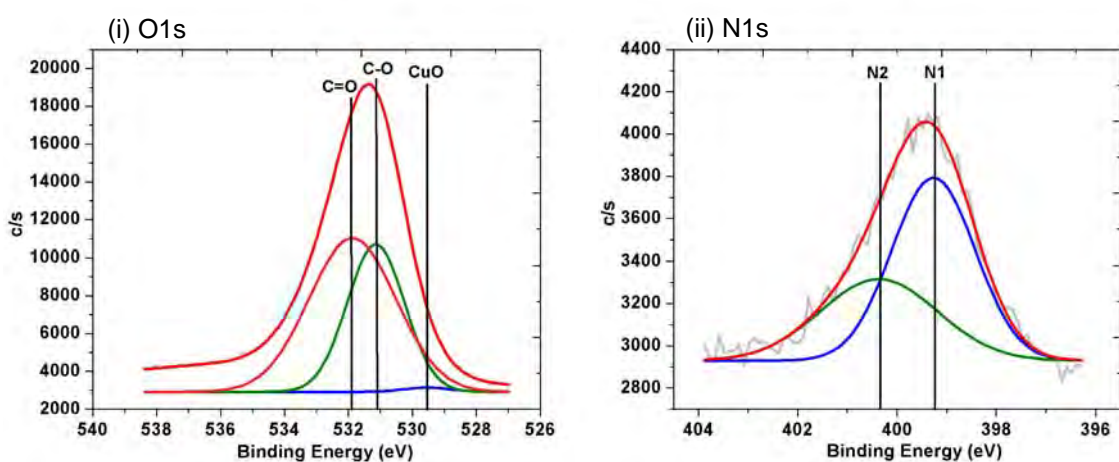 (i) O1s
C=O
C-O
CuO
20000
18000
16000
14000
12000
10000
8000
6000
4000
2000
c/s
540 538 536 534 532 530 528 526
Binding Energy (eV)
(ii) N1s
N2 N1
4400
4200
4000
3800
3600
3400
3200
3000
2800
c/s
404 402 400 398 396
Binding Energy (eV)